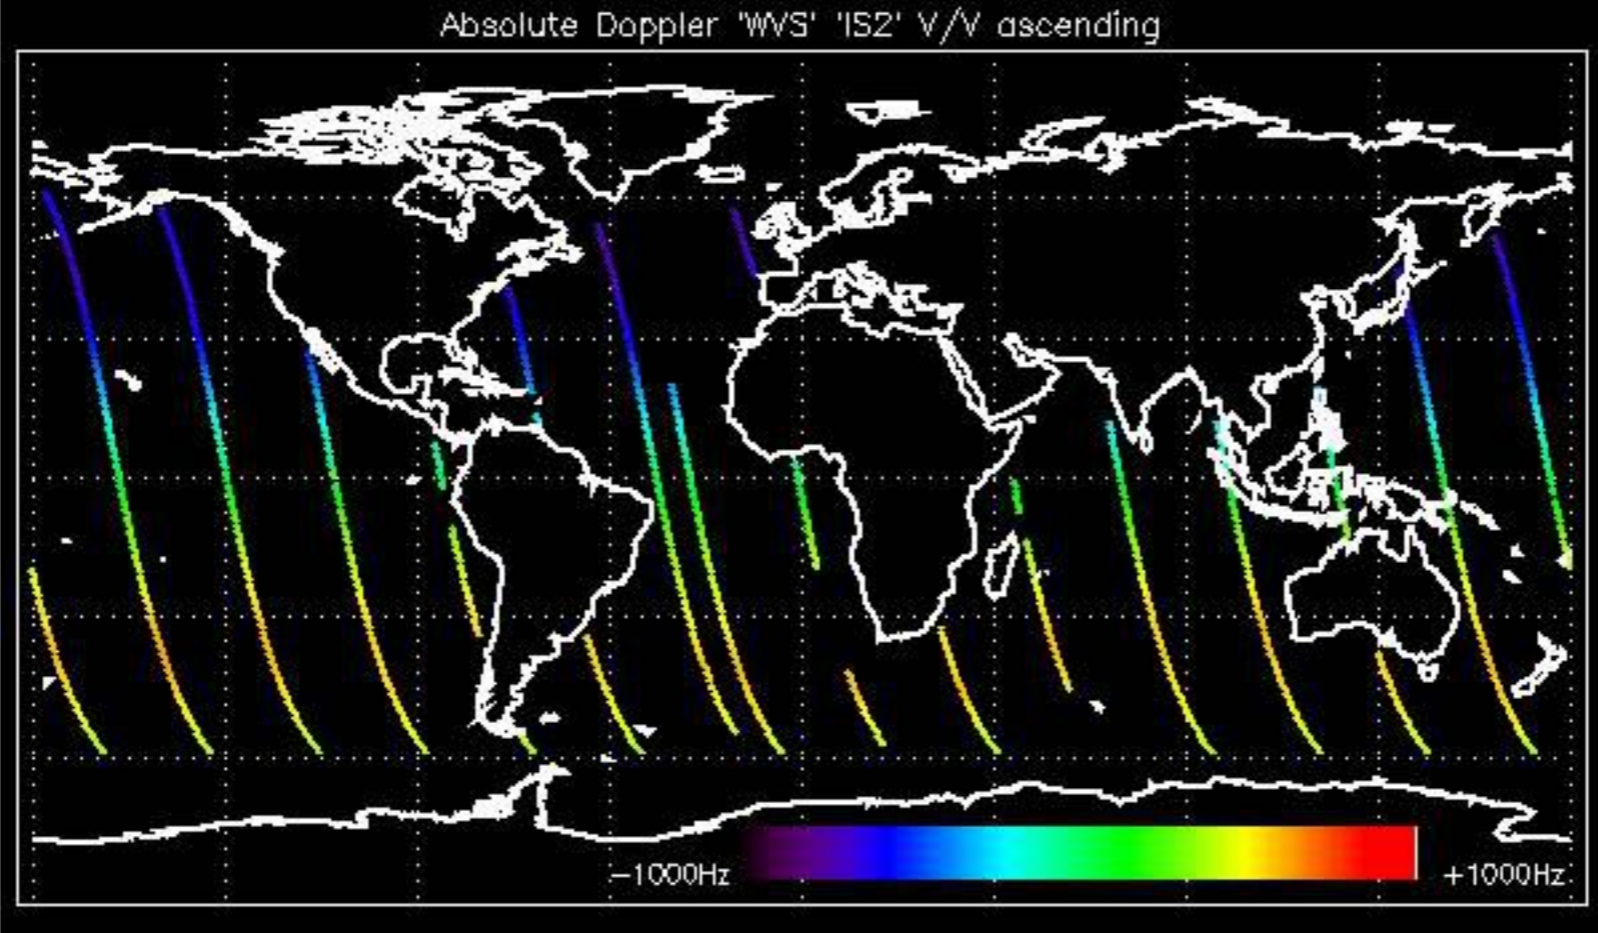 Absolute Doppler 'WVS' 'IS2' V/V ascending
-1000Hz +1000Hz